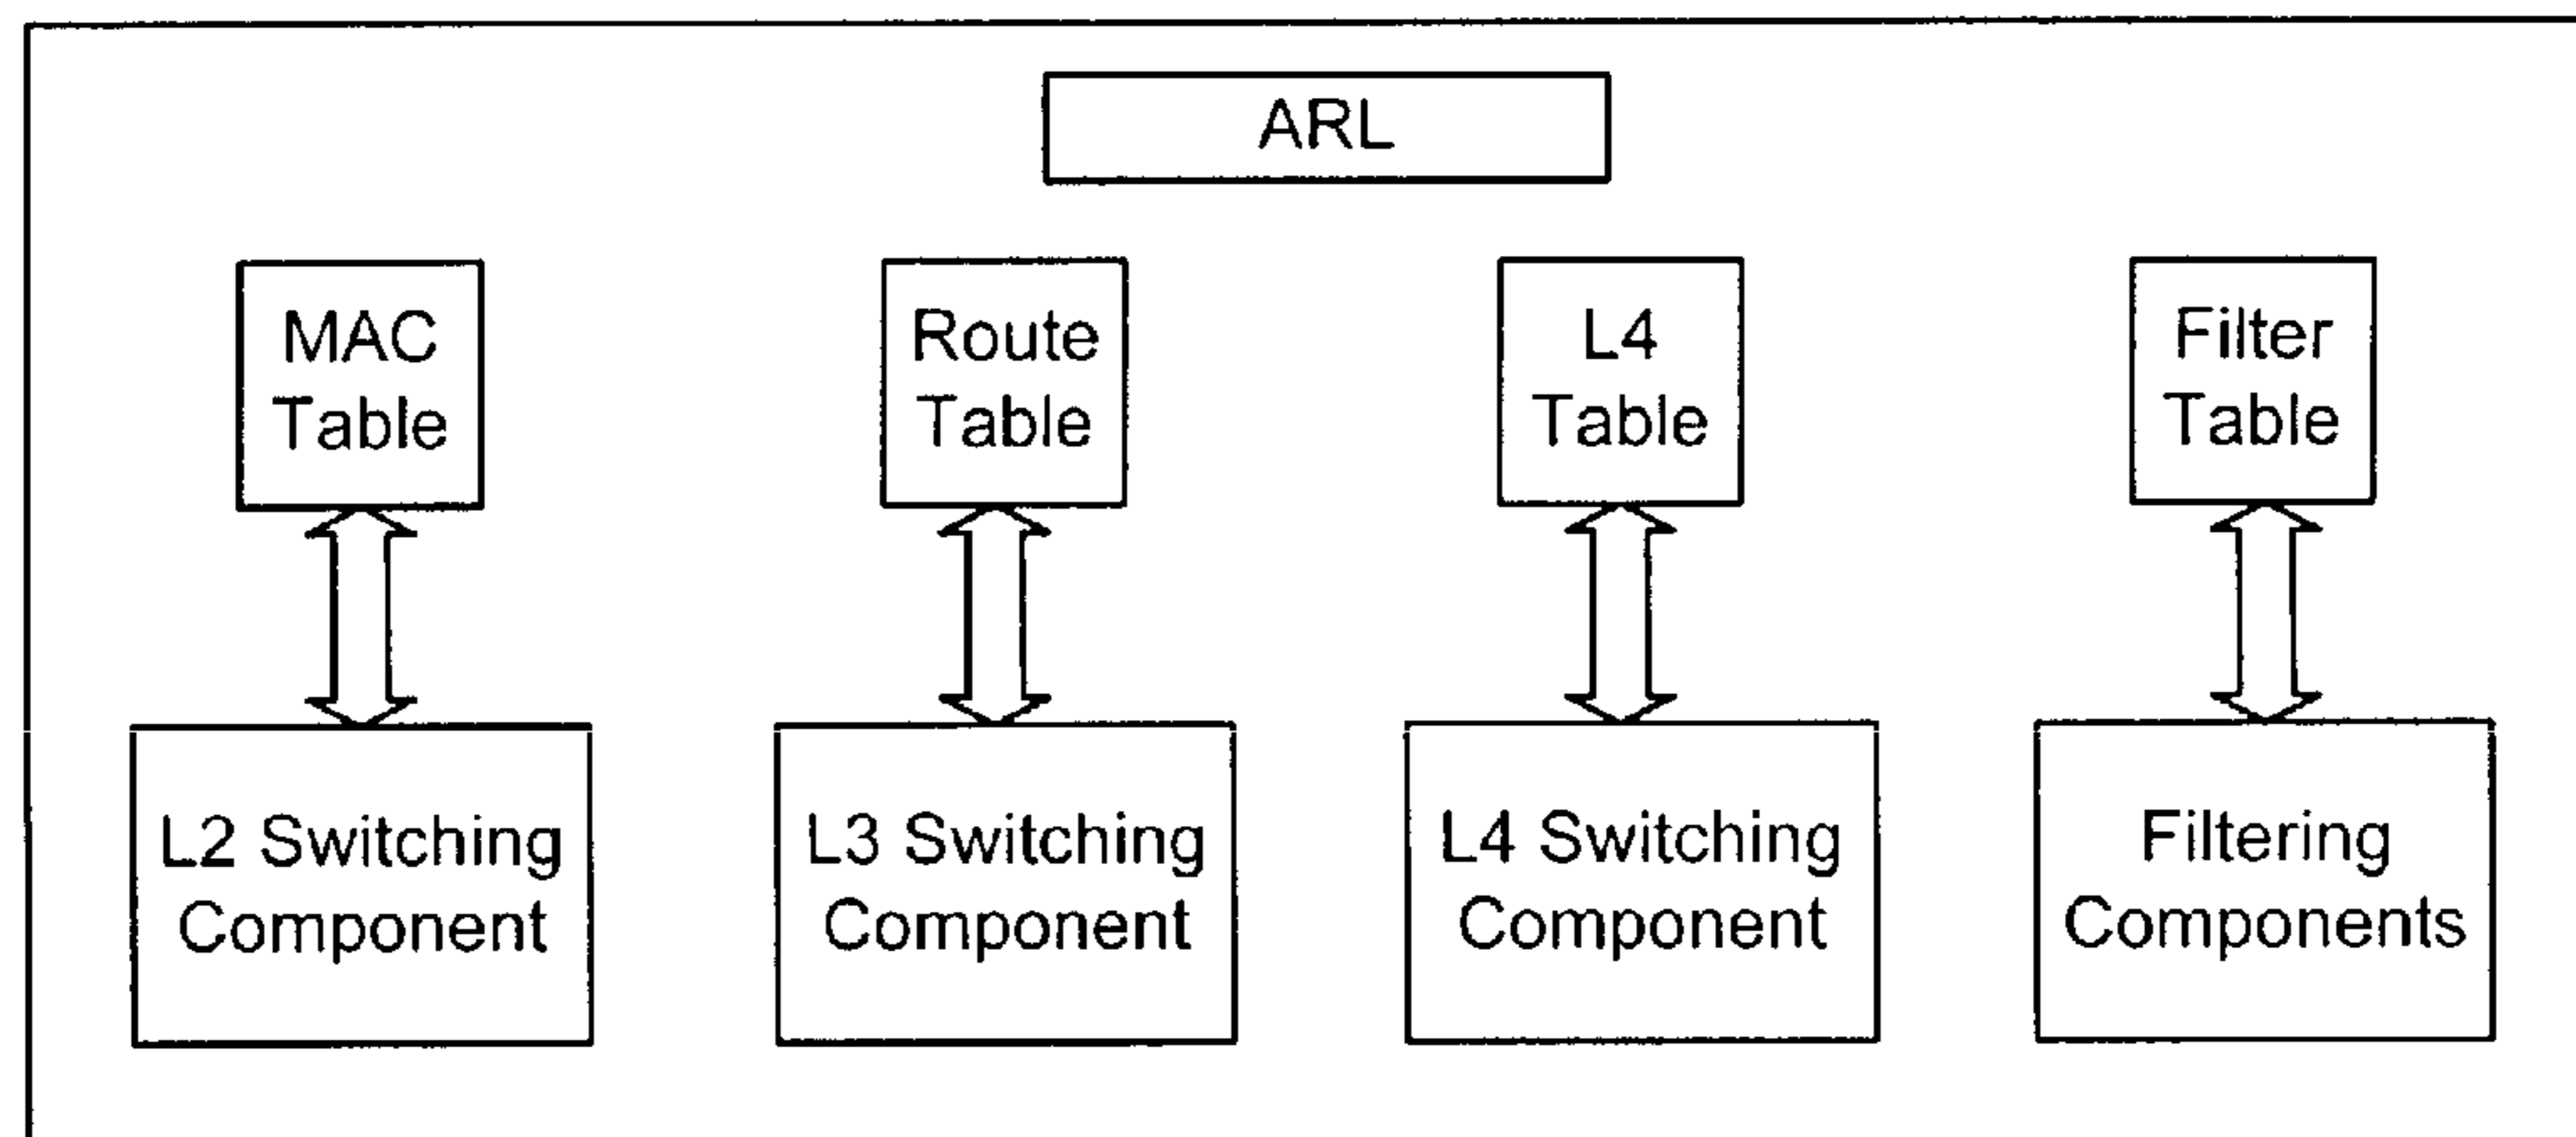 ARL
MAC
Table
Route
Table
L4
Table
Filter
Table
L2 Switching
Component
L3 Switching
Component
L4 Switching
Component
Filtering
Components